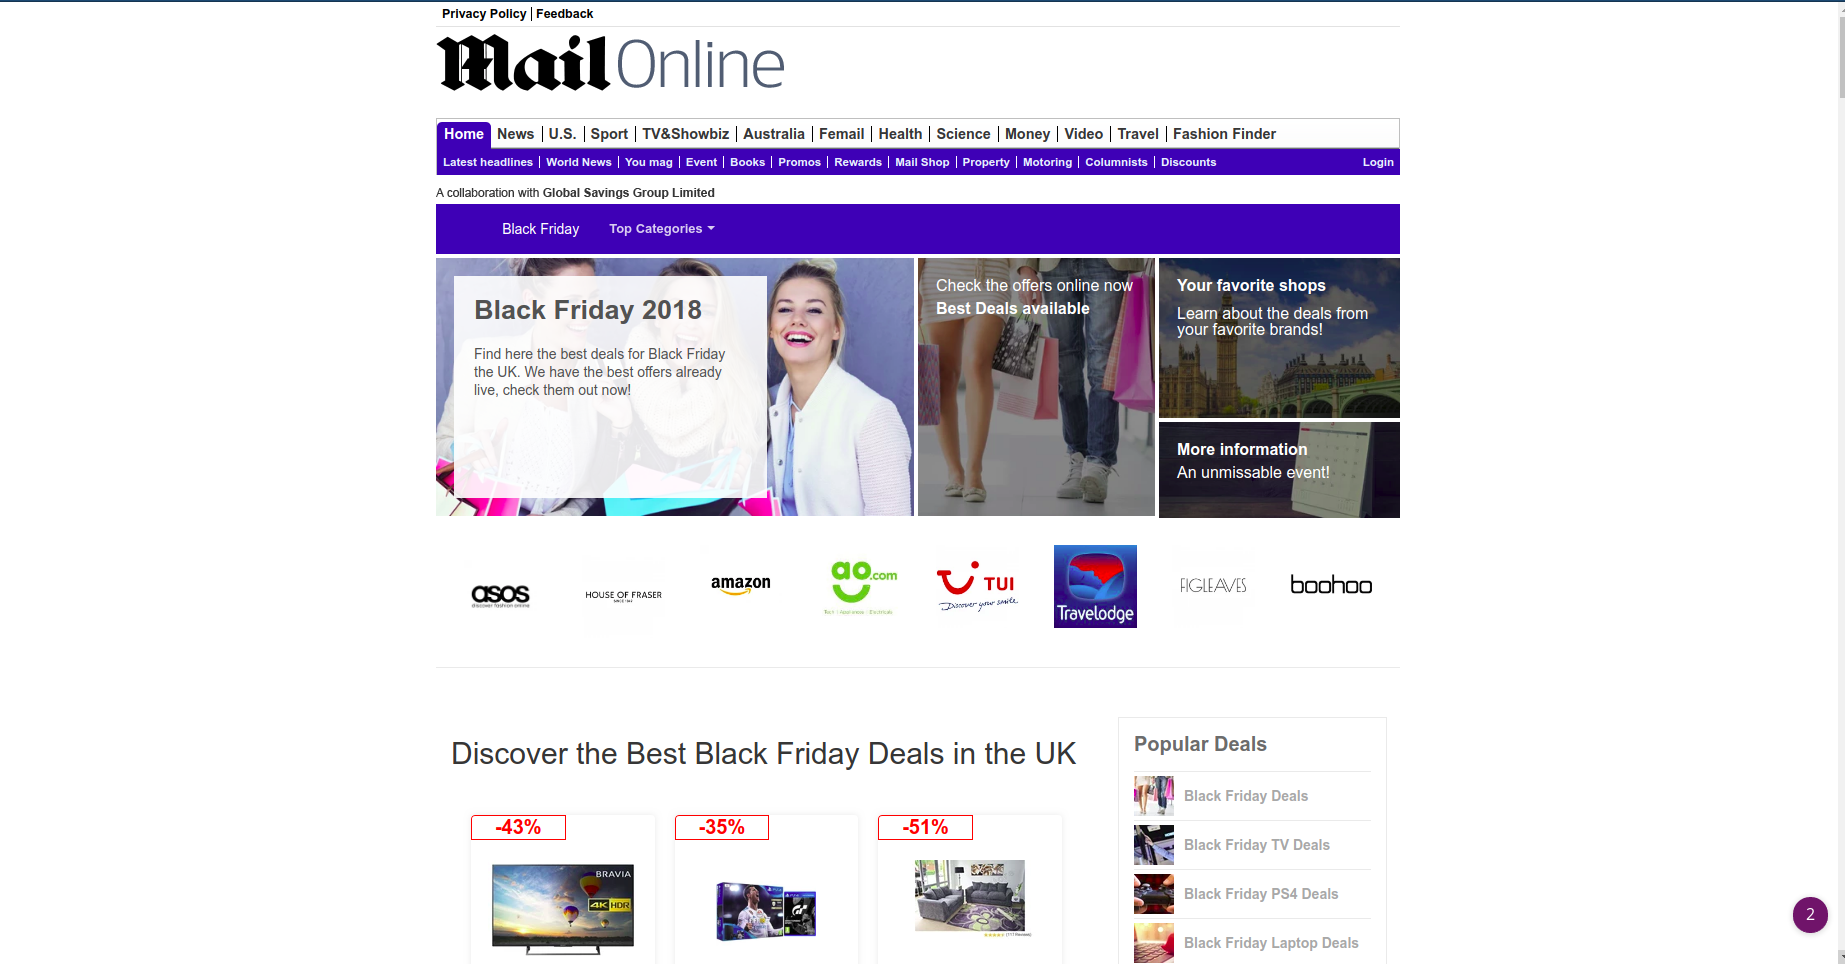 Privacy Policy | Feedback
Mail Online
Home News | U.S. | Sport | TV&Showbiz | Australia | Femail | Health | Science | Money | Video | Travel | Fashion Finder
Latest headlines | World News | You mag | Event | Books | Promos | Rewards | Mail Shop | Property | Motoring | Columnists | Discounts Login
A collaboration with Global Savings Group Limited
Black Friday Top Categories
Black Friday 2018
Find here the best deals for Black Friday
the UK. We have the best offers already
live, check them out now!
Check the offers online now
Best Deals available
Your favorite shops
Learn about the deals from
your favorite brands!
More information
An unmissable event!
asos
discover fashion online
HOUSE OF FRASER
SINCE 1849
amazon
ao.com
Tech | Appliances | Electricals
TUI
Discover your smile
Travelodge
FIGLEAVES
boohoo
Discover the Best Black Friday Deals in the UK
Popular Deals
Black Friday Deals
Black Friday TV Deals
Black Friday PS4 Deals
Black Friday Laptop Deals
-43%
-35%
-51%
BRAVIA
4K HDR
2